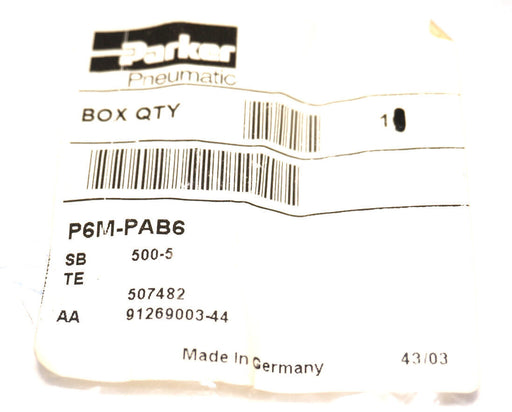 Parker
Pneumatic
BOX QTY 1
P6M-PAB6
SB 500-5
TE
507482
AA 91269003-44
Made In Germany 43/03